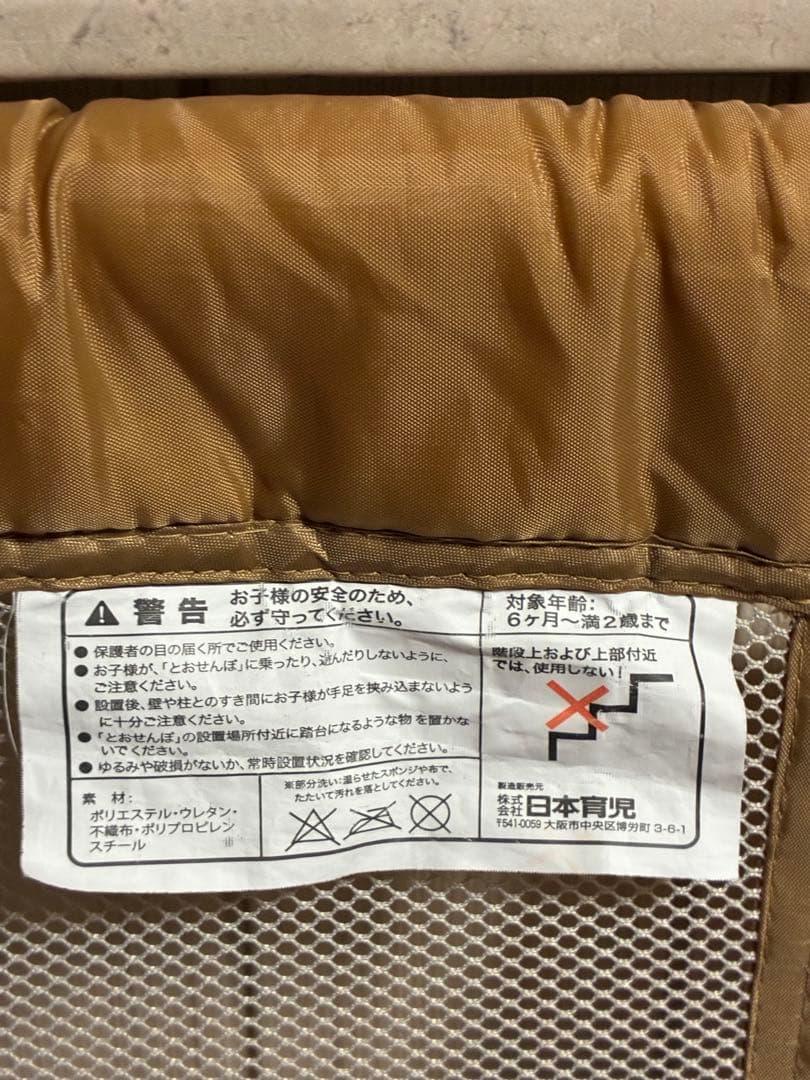 警告
お子様の安全のため、
必ず守ってください。
対象年齢：
6ヶ月〜満2歳まで
●保護者の目の届く所でご使用ください。
●お子様が、「とおせんぼ」に乗ったり、遊んだりしないように、
ご注意ください。
●設置後、壁や柱とのすき間にお子様が手足を挟み込まないよう
に十分ご注意ください。
●「とおせんぼ」の設置場所付近に踏台になるような物を置かな
いでください。
●ゆるみや破損がないか、常時設置状況を確認してください。
階段上および上部付近
では、使用しない！
素材：
ポリエステル・ウレタン・
不織布・ポリプロピレン
スチール
※部分洗い：濡らせたスポンジや布で、
たたいて汚れを落としてください。
製造販売元
株式会社 日本育児
〒541-0059 大阪市中央区博労町3-6-1